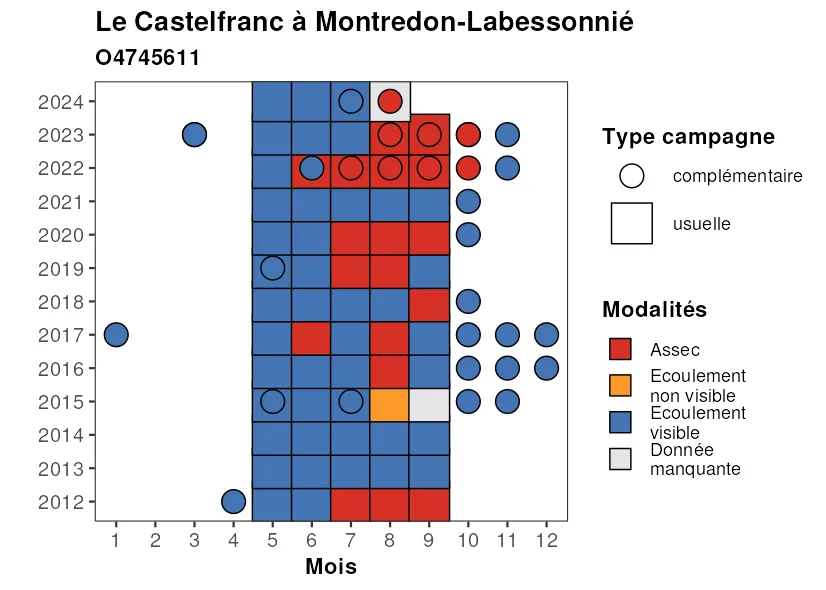 Le Castelfranc à Montredon-Labessonnié
O4745611
2024
2023
2022
2021
2020
2019
2018
2017
2016
2015
2014
2013
2012
1 2 3 4 5 6 7 8 9 10 11 12
Mois
Type campagne
complémentaire
usuelle
Modalités
Assec
Ecoulement
non visible
Ecoulement
visible
Donnée
manquante